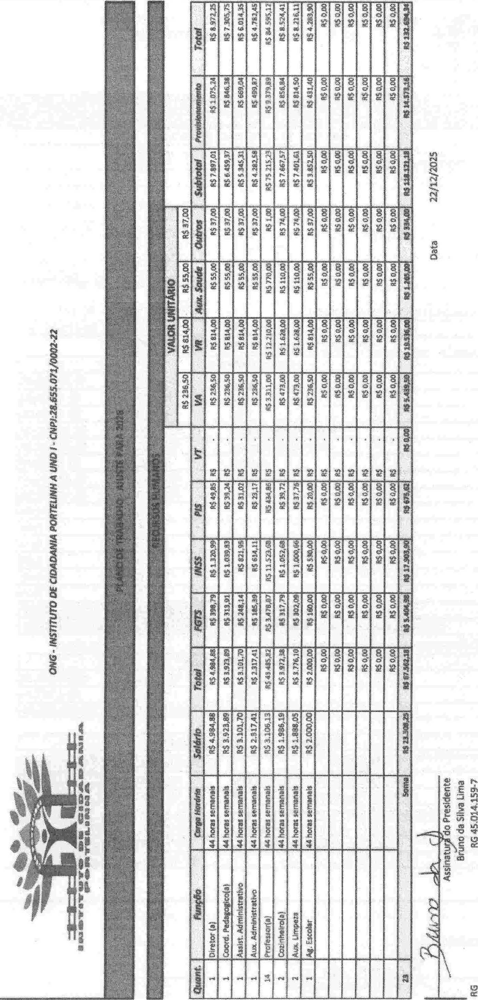 INSTITUTO DE CIDADANIA
PORTELINHA
ONG - INSTITUTO DE CIDADANIA PORTELINH A UND I - CNPJ:28.655.071/0002-22
PLANO DE TRABALHO AJUSTE PARA 2026
RECURSOS HUMANOS
VALOR UNITÁRIO
R$ 236,50 R$ 814,00 R$ 55,00 R$ 37,00
Quant. Função Carga Horária Salário Total FGTS INSS PIS VT VA VR Aux. Saude Outros Subtotal Provisionamento Total
1 Diretor (a) 44 horas semanais R$ 4.984,88 R$ 4.984,88 R$ 398,79 R$ 1.320,99 R$ 49,85 R$ - R$ 236,50 R$ 814,00 R$ 55,00 R$ 37,00 R$ 7.897,01 R$ 1.075,24 R$ 8.972,25
1 Coord. Pedagogico(a) 44 horas semanais R$ 3.923,89 R$ 3.923,89 R$ 313,91 R$ 1.039,83 R$ 39,24 R$ - R$ 236,50 R$ 814,00 R$ 55,00 R$ 37,00 R$ 6.459,37 R$ 846,38 R$ 7.305,75
1 Assist. Administrativo 44 horas semanais R$ 3.101,70 R$ 3.101,70 R$ 248,14 R$ 821,95 R$ 31,02 R$ - R$ 236,50 R$ 814,00 R$ 55,00 R$ 37,00 R$ 5.345,31 R$ 669,04 R$ 6.014,35
1 Aux. Administrativo 44 horas semanais R$ 2.317,41 R$ 2.317,41 R$ 185,39 R$ 614,11 R$ 23,17 R$ - R$ 236,50 R$ 814,00 R$ 55,00 R$ 37,00 R$ 4.282,58 R$ 499,87 R$ 4.782,45
14 Professor(a) 44 horas semanais R$ 3.106,13 R$ 43.485,82 R$ 3.478,87 R$ 11.523,68 R$ 434,86 R$ - R$ 3.311,00 R$ 12.210,00 R$ 770,00 R$ 1,00 R$ 75.215,23 R$ 9.379,89 R$ 84.595,12
2 Cozinheiro(a) 44 horas semanais R$ 1.986,19 R$ 3.972,38 R$ 317,79 R$ 1.052,68 R$ 39,72 R$ - R$ 473,00 R$ 1.628,00 R$ 110,00 R$ 74,00 R$ 7.667,57 R$ 856,84 R$ 8.524,41
2 Aux. Limpeza 44 horas semanais R$ 1.888,05 R$ 3.776,10 R$ 302,09 R$ 1.000,66 R$ 37,76 R$ - R$ 473,00 R$ 1.628,00 R$ 110,00 R$ 74,00 R$ 7.401,61 R$ 814,50 R$ 8.216,11
1 Ag. Escolar 44 horas semanais R$ 2.000,00 R$ 2.000,00 R$ 160,00 R$ 530,00 R$ 20,00 R$ - R$ 236,50 R$ 814,00 R$ 55,00 R$ 37,00 R$ 3.852,50 R$ 431,40 R$ 4.283,90
R$ 0,00 R$ 0,00 R$ 0,00 R$ 0,00 R$ - R$ 0,00 R$ 0,00 R$ 0,00 R$ 0,00 R$ 0,00 R$ 0,00 R$ 0,00
R$ 0,00 R$ 0,00 R$ 0,00 R$ 0,00 R$ - R$ 0,00 R$ 0,00 R$ 0,00 R$ 0,00 R$ 0,00 R$ 0,00 R$ 0,00
R$ 0,00 R$ 0,00 R$ 0,00 R$ 0,00 R$ - R$ 0,00 R$ 0,00 R$ 0,00 R$ 0,00 R$ 0,00 R$ 0,00 R$ 0,00
R$ 0,00 R$ 0,00 R$ 0,00 R$ 0,00 R$ - R$ 0,00 R$ 0,00 R$ 0,00 R$ 0,00 R$ 0,00 R$ 0,00 R$ 0,00
R$ 0,00 R$ 0,00 R$ 0,00 R$ 0,00 R$ - R$ 0,00 R$ 0,00 R$ 0,00 R$ 0,00 R$ 0,00 R$ 0,00 R$ 0,00
R$ 0,00 R$ 0,00 R$ 0,00 R$ 0,00 R$ - R$ 0,00 R$ 0,00 R$ 0,00 R$ 0,00 R$ 0,00 R$ 0,00 R$ 0,00
23 Soma R$ 23.308,25 R$ 67.562,18 R$ 5.404,98 R$ 17.903,90 R$ 675,62 R$ 0,00 R$ 5.439,50 R$ 19.536,00 R$ 1.265,00 R$ 334,00 R$ 118.121,18 R$ 14.573,16 R$ 132.694,34
Bruno da S
Assinatura do Presidente Data 22/12/2025
Bruno da Silva Lima
RG RG 45.014.159-7